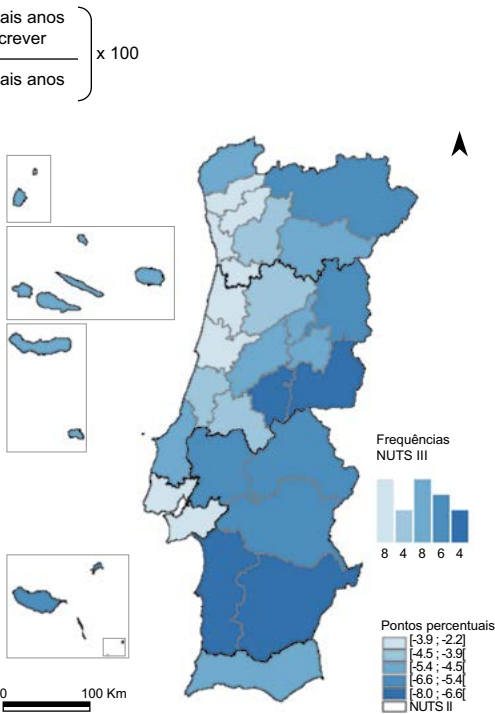 ais anos
crever
x 100
ais anos
Frequências
NUTS III
8 4 8 6 4
Pontos percentuais
[-3.9 ; -2.2]
[-4.5 ; -3.9[
[-5.4 ; -4.5[
[-6.6 ; -5.4[
[-8.0 ; -6.6[
NUTS II
0 100 Km